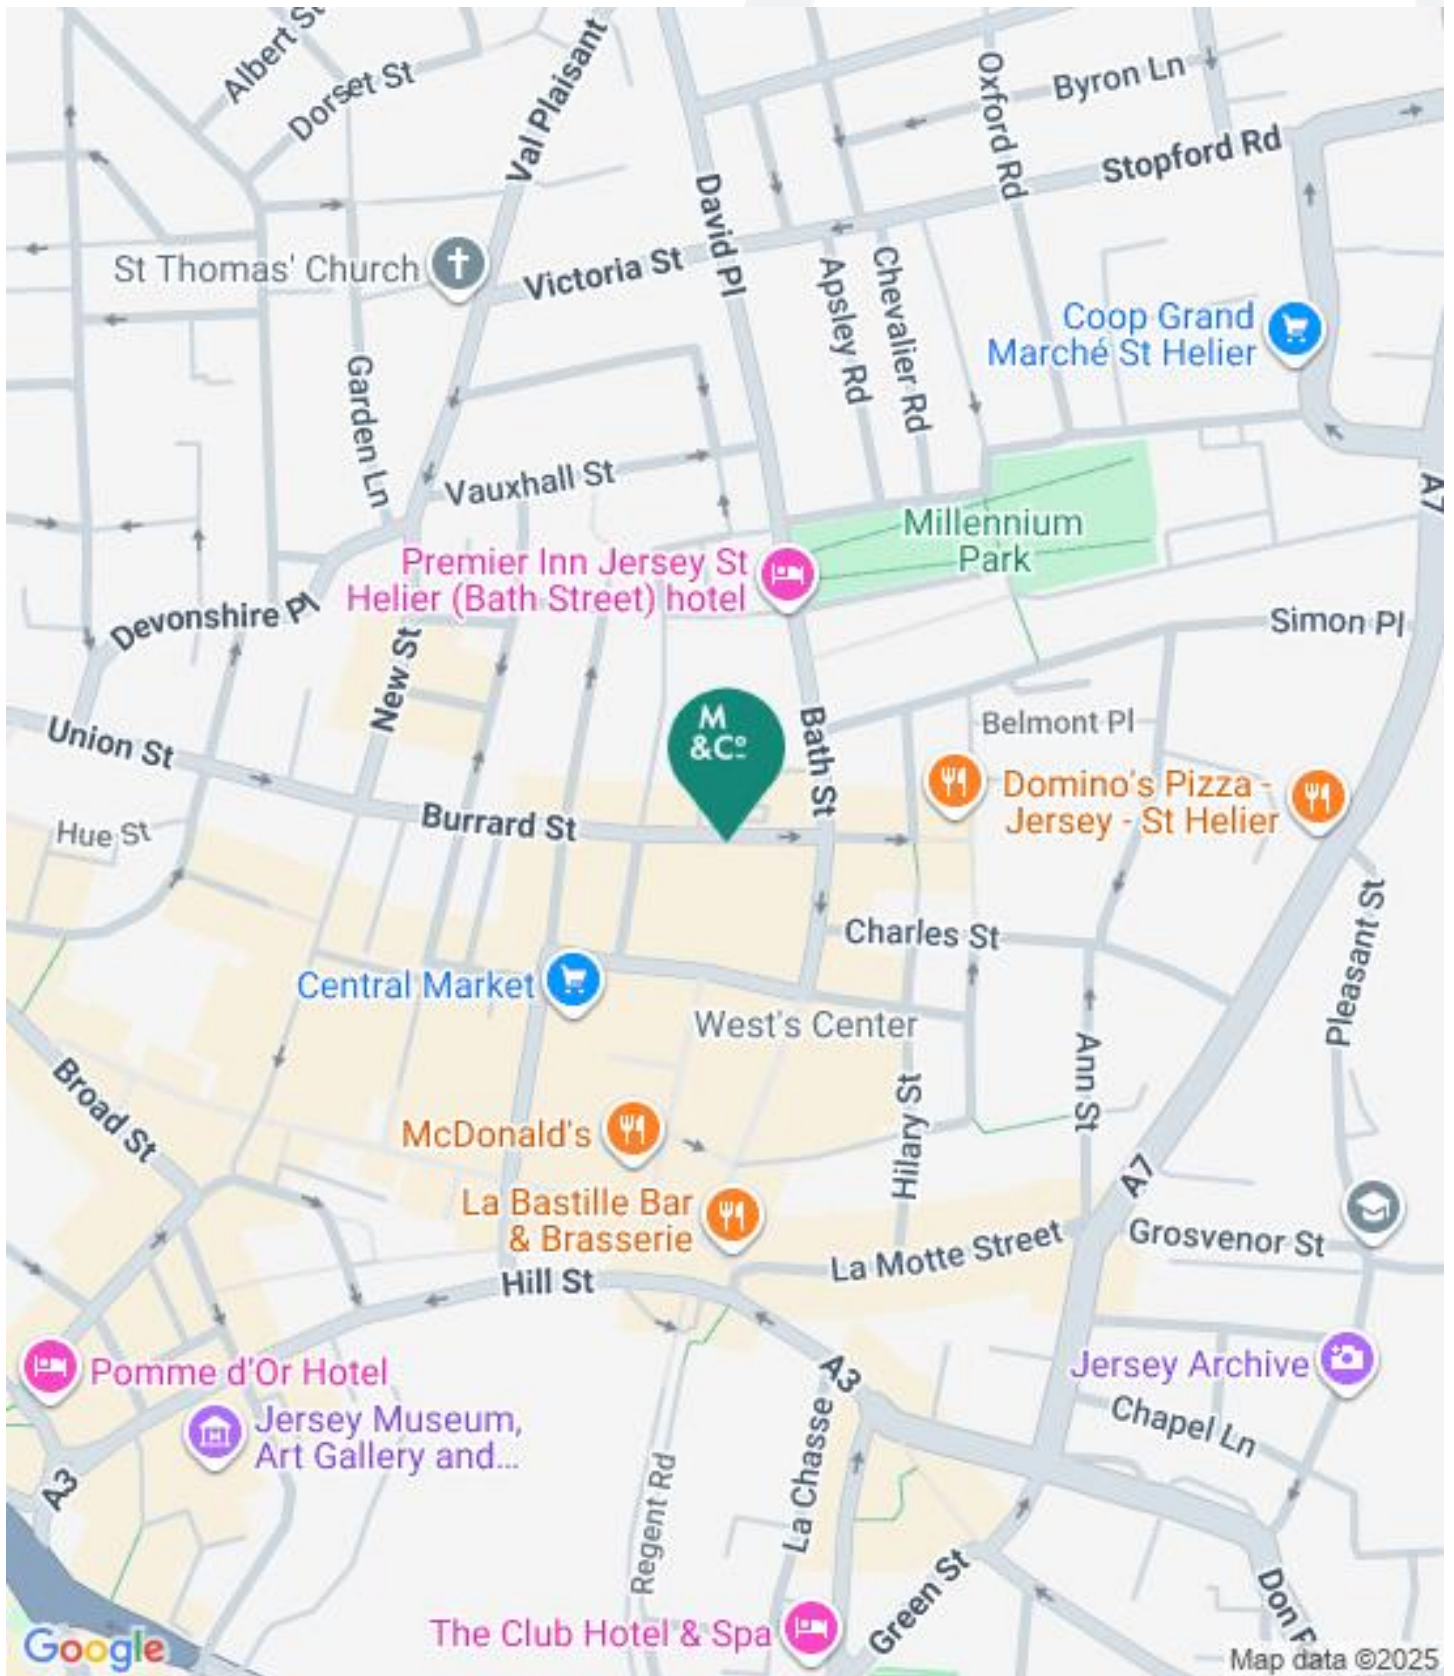 Albert St
Dorset St
Val Plaisant
Oxford Rd
Byron Ln
Stopford Rd
David Pl
St Thomas' Church
Victoria St
Apsley Rd
Chevalier Rd
Coop Grand
Marché St Helier
Garden Ln
Vauxhall St
A7
Millennium
Park
Premier Inn Jersey St
Helier (Bath Street) hotel
Devonshire Pl
Simon Pl
New St
M
&Co
Bath St
Belmont Pl
Union St
Domino's Pizza -
Jersey - St Helier
Burrard St
Hue St
Pleasant St
Charles St
Central Market
West's Center
Broad St
Ann St
Hilary St
McDonald's
A7
La Bastille Bar
& Brasserie
La Motte Street
Grosvenor St
Hill St
Pomme d'Or Hotel
A3
Jersey Archive
Jersey Museum,
Art Gallery and...
La Chasse
Chapel Ln
A3
Regent Rd
Green St
The Club Hotel & Spa
Google
Map data ©2025